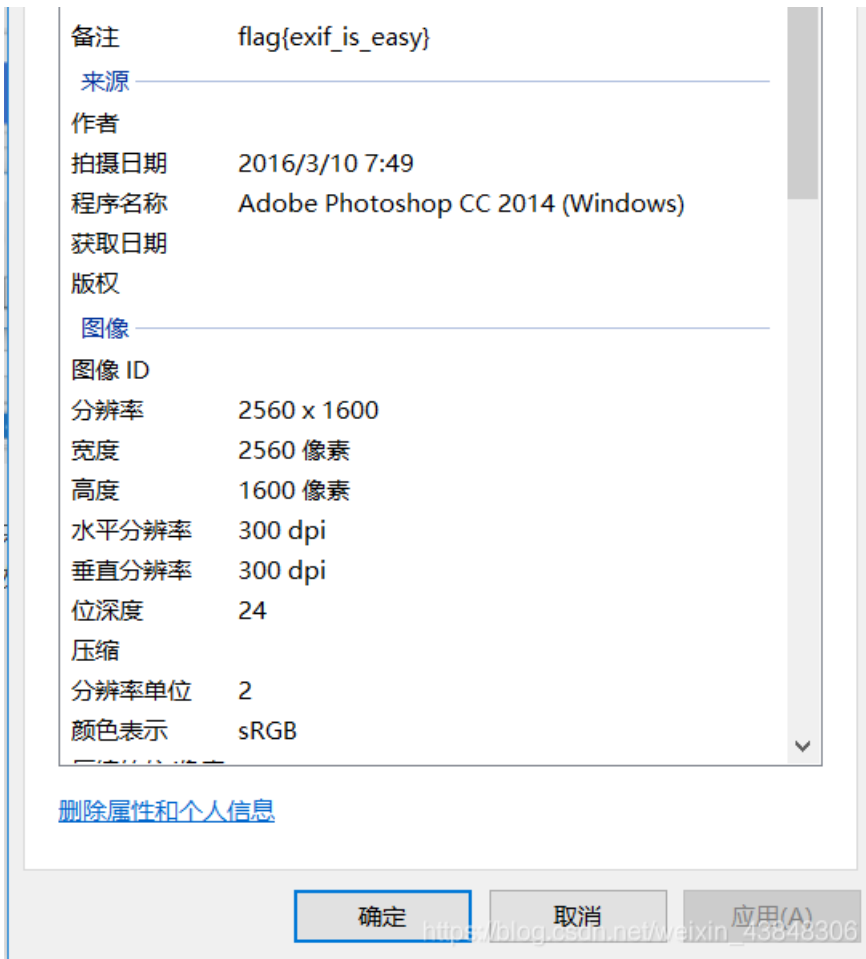 备注 flag{exif_is_easy}
来源
作者
拍摄日期 2016/3/10 7:49
程序名称 Adobe Photoshop CC 2014 (Windows)
获取日期
版权
图像
图像 ID
分辨率 2560 x 1600
宽度 2560 像素
高度 1600 像素
水平分辨率 300 dpi
垂直分辨率 300 dpi
位深度 24
压缩
分辨率单位 2
颜色表示 sRGB
删除属性和个人信息
确定 取消 应用(A)
https://blog.csdn.net/weixin_43848306